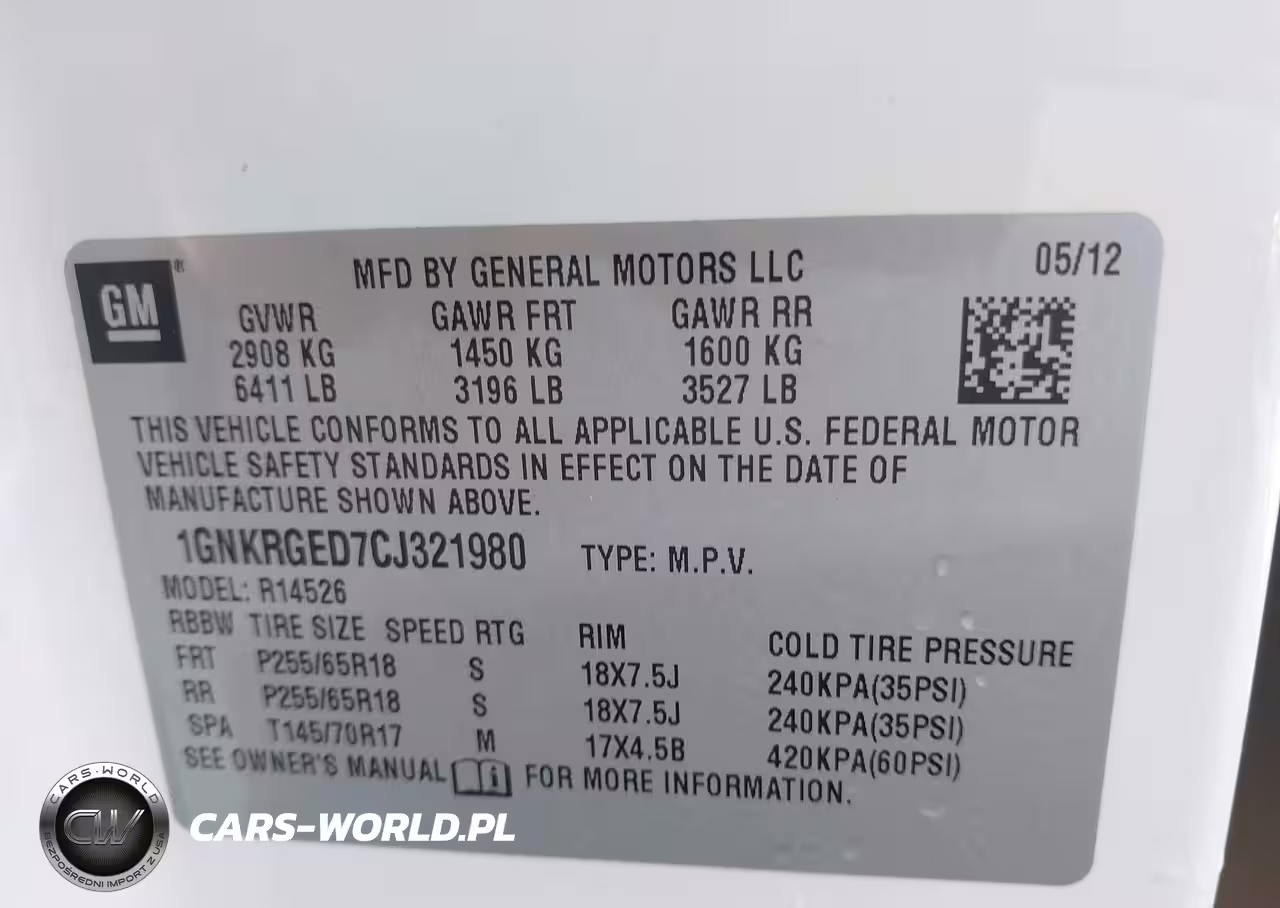 GM®
MFD BY GENERAL MOTORS LLC 05/12
GVWR GAWR FRT GAWR RR
2908 KG 1450 KG 1600 KG
6411 LB 3196 LB 3527 LB
THIS VEHICLE CONFORMS TO ALL APPLICABLE U.S. FEDERAL MOTOR
VEHICLE SAFETY STANDARDS IN EFFECT ON THE DATE OF
MANUFACTURE SHOWN ABOVE.
1GNKRGED7CJ321980 TYPE: M.P.V.
MODEL: R14526
RBBW TIRE SIZE SPEED RTG RIM COLD TIRE PRESSURE
FRT P255/65R18 S 18X7.5J 240KPA(35PSI)
RR P255/65R18 S 18X7.5J 240KPA(35PSI)
SPA T145/70R17 M 17X4.5B 420KPA(60PSI)
SEE OWNER'S MANUAL i FOR MORE INFORMATION.
CARS-WORLD
CW
BEZPOŚREDNI IMPORT Z USA
CARS-WORLD.PL